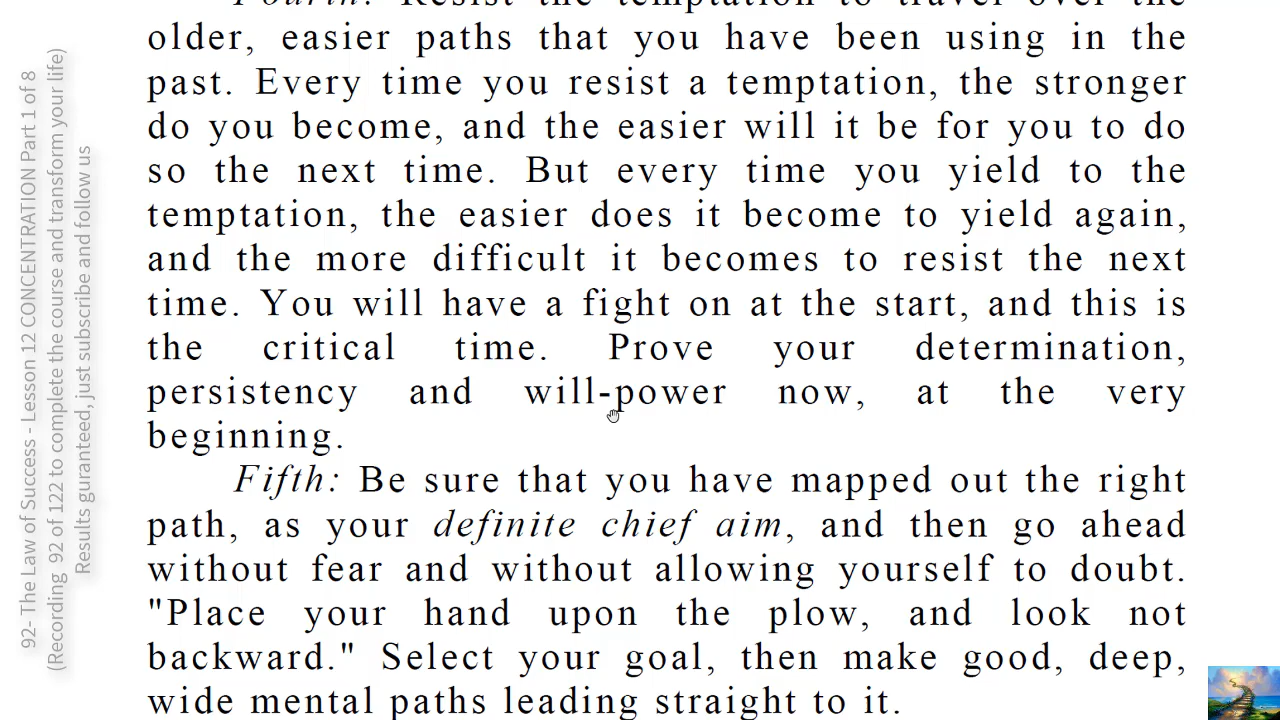 Fourth: Resist the temptation to travel over the
older, easier paths that you have been using in the
past. Every time you resist a temptation, the stronger
do you become, and the easier will it be for you to do
so the next time. But every time you yield to the
temptation, the easier does it become to yield again,
and the more difficult it becomes to resist the next
time. You will have a fight on at the start, and this is
the critical time. Prove your determination,
persistency and will-power now, at the very
beginning.
Fifth: Be sure that you have mapped out the right
path, as your definite chief aim, and then go ahead
without fear and without allowing yourself to doubt.
"Place your hand upon the plow, and look not
backward." Select your goal, then make good, deep,
wide mental paths leading straight to it.
92- The Law of Success - Lesson 12 CONCENTRATION Part 1 of 8
(Recording 92 of 122 to complete the course and transform your life)
Results guranteed, just subscribe and follow us